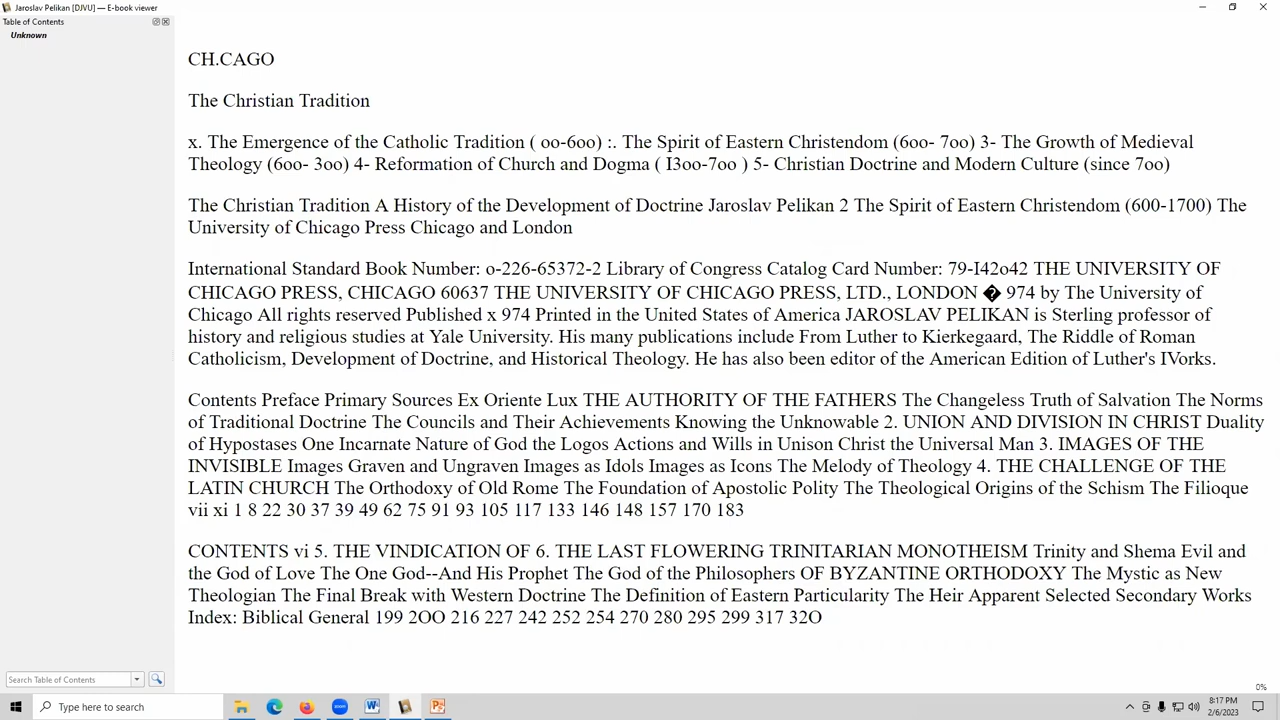 Jaroslav Pelikan [DJVU] — E-book viewer
Table of Contents
Unknown
CH.CAGO
The Christian Tradition
x. The Emergence of the Catholic Tradition ( oo-6oo) :. The Spirit of Eastern Christendom (6oo- 7oo) 3- The Growth of Medieval
Theology (6oo- 3oo) 4- Reformation of Church and Dogma ( I3oo-7oo ) 5- Christian Doctrine and Modern Culture (since 7oo)
The Christian Tradition A History of the Development of Doctrine Jaroslav Pelikan 2 The Spirit of Eastern Christendom (600-1700) The
University of Chicago Press Chicago and London
International Standard Book Number: o-226-65372-2 Library of Congress Catalog Card Number: 79-I42o42 THE UNIVERSITY OF
CHICAGO PRESS, CHICAGO 60637 THE UNIVERSITY OF CHICAGO PRESS, LTD., LONDON � 974 by The University of
Chicago All rights reserved Published x 974 Printed in the United States of America JAROSLAV PELIKAN is Sterling professor of
history and religious studies at Yale University. His many publications include From Luther to Kierkegaard, The Riddle of Roman
Catholicism, Development of Doctrine, and Historical Theology. He has also been editor of the American Edition of Luther's IVorks.
Contents Preface Primary Sources Ex Oriente Lux THE AUTHORITY OF THE FATHERS The Changeless Truth of Salvation The Norms
of Traditional Doctrine The Councils and Their Achievements Knowing the Unknowable 2. UNION AND DIVISION IN CHRIST Duality
of Hypostases One Incarnate Nature of God the Logos Actions and Wills in Unison Christ the Universal Man 3. IMAGES OF THE
INVISIBLE Images Graven and Ungraven Images as Idols Images as Icons The Melody of Theology 4. THE CHALLENGE OF THE
LATIN CHURCH The Orthodoxy of Old Rome The Foundation of Apostolic Polity The Theological Origins of the Schism The Filioque
vii xi 1 8 22 30 37 39 49 62 75 91 93 105 117 133 146 148 157 170 183
CONTENTS vi 5. THE VINDICATION OF 6. THE LAST FLOWERING TRINITARIAN MONOTHEISM Trinity and Shema Evil and
the God of Love The One God--And His Prophet The God of the Philosophers OF BYZANTINE ORTHODOXY The Mystic as New
Theologian The Final Break with Western Doctrine The Definition of Eastern Particularity The Heir Apparent Selected Secondary Works
Index: Biblical General 199 2OO 216 227 242 252 254 270 280 295 299 317 32O
Search Table of Contents
0%
Type here to search
8:17 PM
2/6/2023